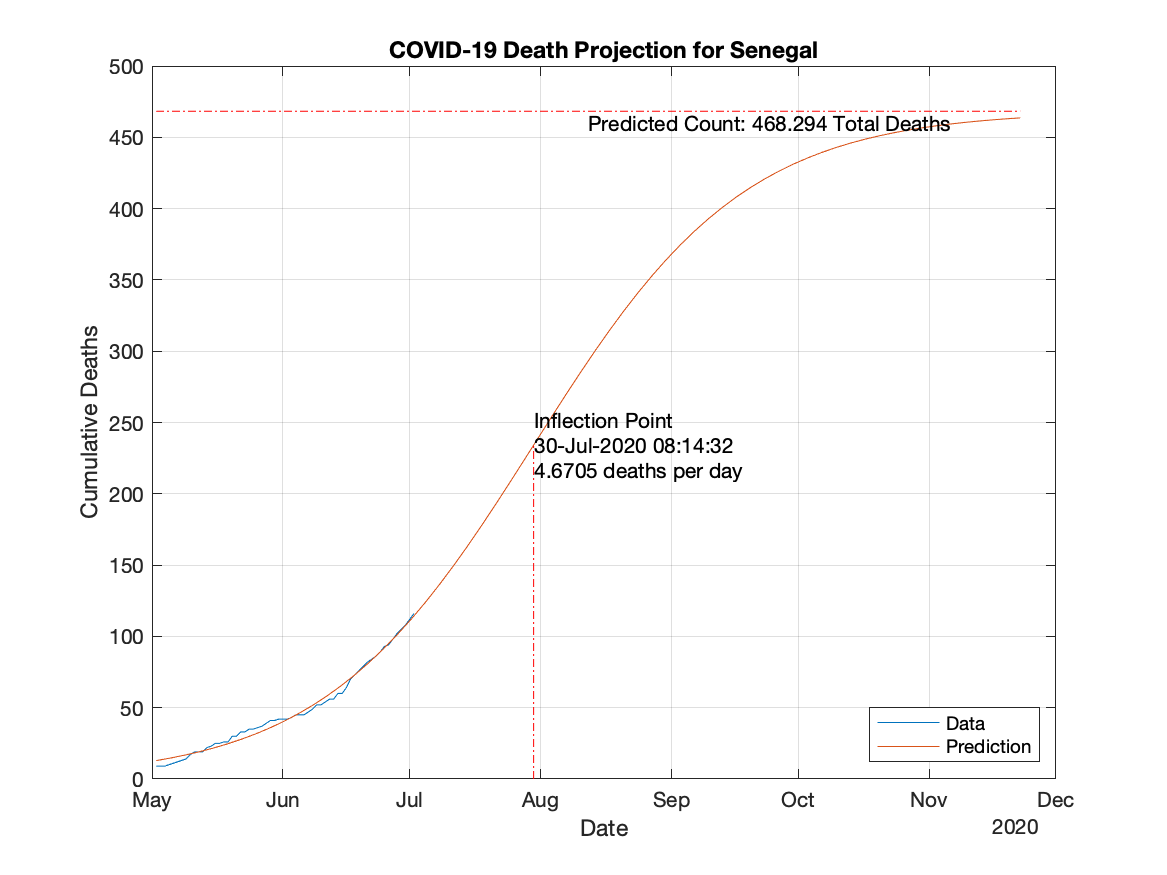 COVID-19 Death Projection for Senegal
500
450
400
350
300
250
200
150
100
50
0
Cumulative Deaths
Predicted Count: 468.294 Total Deaths
Inflection Point
30-Jul-2020 08:14:32
4.6705 deaths per day
Data
Prediction
May Jun Jul Aug Sep Oct Nov Dec
Date
2020